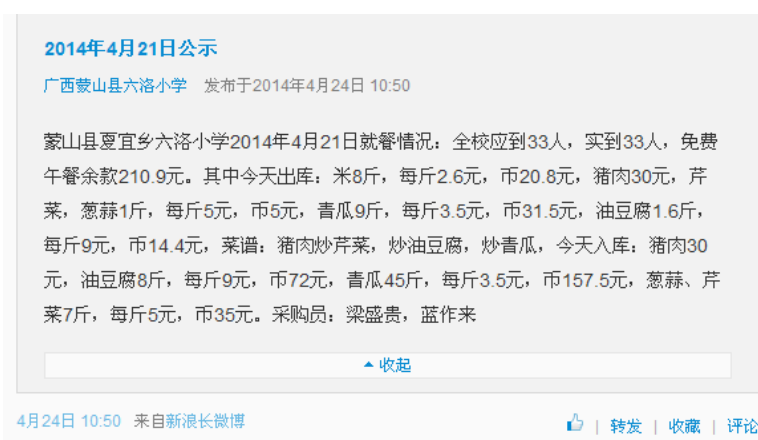 2014年4月21日公示
广西蒙山县六洛小学 发布于2014年4月24日 10:50
蒙山县夏宜乡六洛小学2014年4月21日就餐情况：全校应到33人，实到33人，免费
午餐余款210.9元。其中今天出库：米8斤，每斤2.6元，币20.8元，猪肉30元，芹
菜，葱蒜1斤，每斤5元，币5元，青瓜9斤，每斤3.5元，币31.5元，油豆腐1.6斤，
每斤9元，币14.4元，菜谱：猪肉炒芹菜，炒油豆腐，炒青瓜，今天入库：猪肉30
元，油豆腐8斤，每斤9元，币72元，青瓜45斤，每斤3.5元，币157.5元，葱蒜、芹
菜7斤，每斤5元，币35元。采购员：梁盛贵，蓝作来
收起
4月24日 10:50 来自新浪长微博 | 转发 | 收藏 | 评论